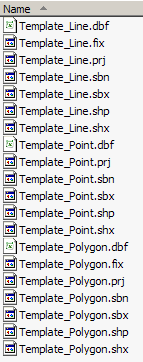 Name
Template_Line.dbf
Template_Line.fix
Template_Line.prj
Template_Line.sbn
Template_Line.sbx
Template_Line.shp
Template_Line.shx
Template_Point.dbf
Template_Point.prj
Template_Point.sbn
Template_Point.sbx
Template_Point.shp
Template_Point.shx
Template_Polygon.dbf
Template_Polygon.fix
Template_Polygon.prj
Template_Polygon.sbn
Template_Polygon.sbx
Template_Polygon.shp
Template_Polygon.shx